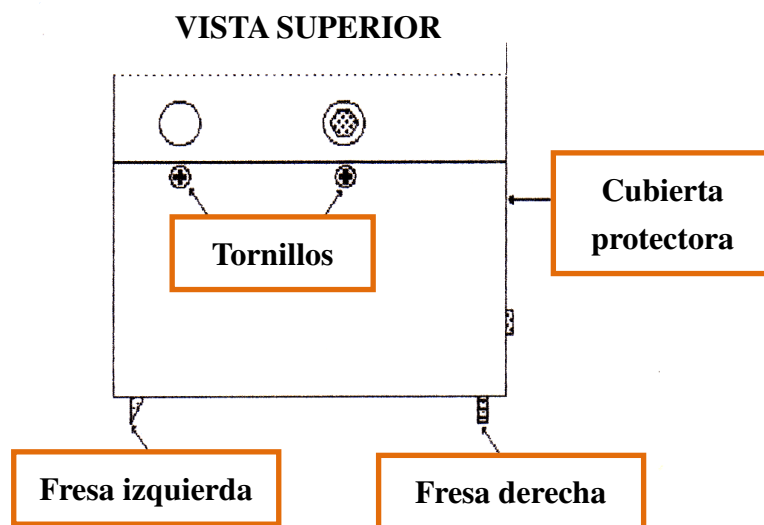 VISTA SUPERIOR
Cubierta
protectora
Tornillos
Fresa izquierda
Fresa derecha